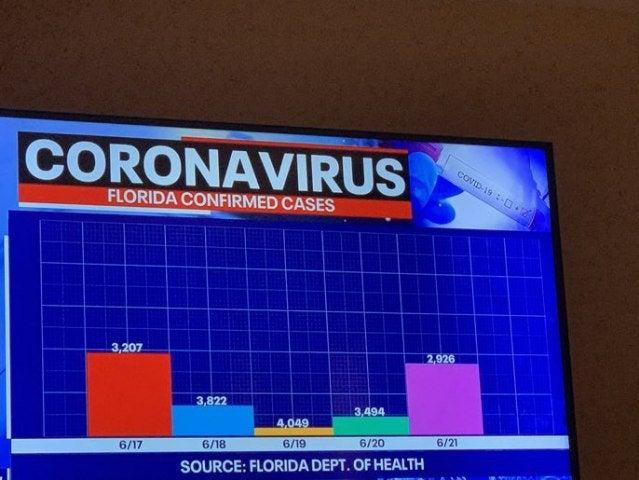 CORONAVIRUS
FLORIDA CONFIRMED CASES
COVID-19
3,207
3,822
4,049
3,494
2,926
6/17
6/18
6/19
6/20
6/21
SOURCE: FLORIDA DEPT. OF HEALTH